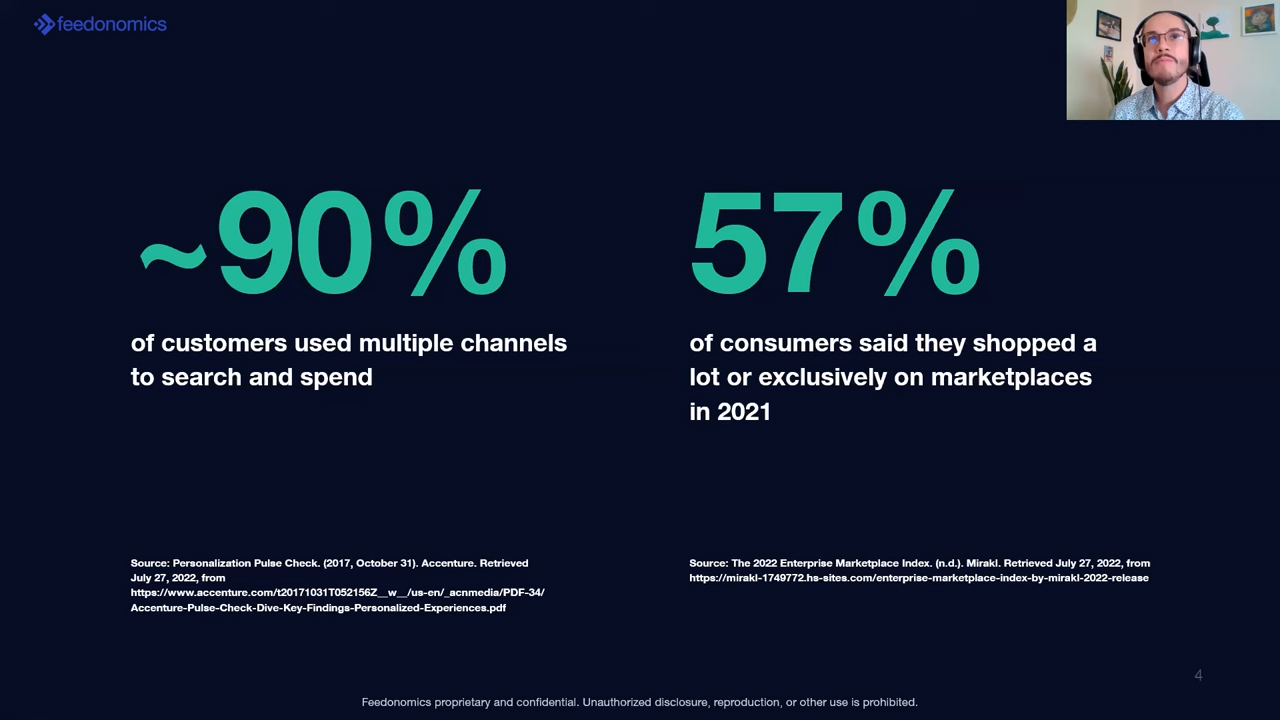 feedonomics
~90%
of customers used multiple channels
to search and spend
57%
of consumers said they shopped a
lot or exclusively on marketplaces
in 2021
Source: Personalization Pulse Check. (2017, October 31). Accenture. Retrieved
July 27, 2022, from
https://www.accenture.com/t20171031T052156Z__w__/us-en/_acnmedia/PDF-34/
Accenture-Pulse-Check-Dive-Key-Findings-Personalized-Experiences.pdf
Source: The 2022 Enterprise Marketplace Index. (n.d.). Mirakl. Retrieved July 27, 2022, from
https://mirakl-1749772.hs-sites.com/enterprise-marketplace-index-by-mirakl-2022-release
4
Feedonomics proprietary and confidential. Unauthorized disclosure, reproduction, or other use is prohibited.